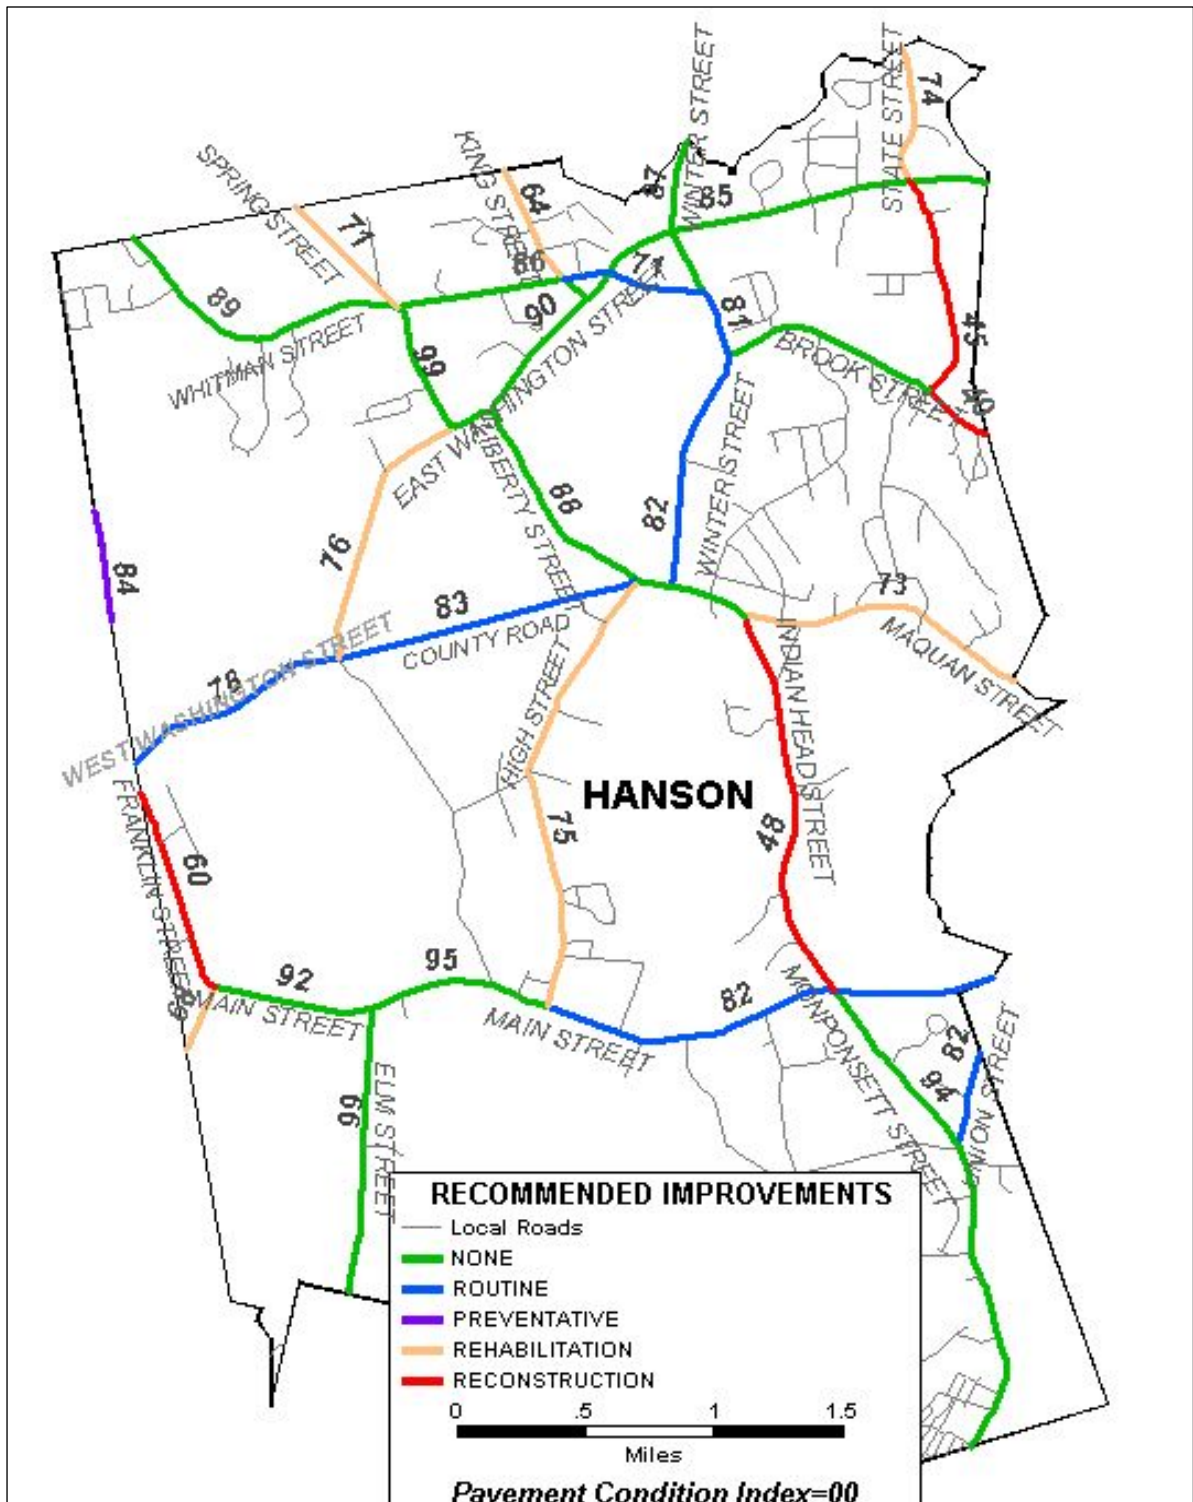 WINTER STREET
STATE STREET
74
KING STREET
SPRING STREET
64
87
85
71
86
71
89
90
81
WHITMAN STREET
99
BROOK STREET
45
40
EAST WASHINGTON STREET
LIBERTY STREET
88
82
WINTER STREET
76
84
83
COUNTY ROAD
73
MAQUAN STREET
WEST WASHINGTON STREET
78
HIGH STREET
INDIAN HEAD STREET
HANSON
FRANKLIN STREET
60
75
48
92
95
82
MAIN STREET
MAIN STREET
MONPONSETT STREET
82
94
UNION STREET
99
ELM STREET
RECOMMENDED IMPROVEMENTS
Local Roads
NONE
ROUTINE
PREVENTATIVE
REHABILITATION
RECONSTRUCTION
0 .5 1 1.5
Miles
Pavement Condition Index=00